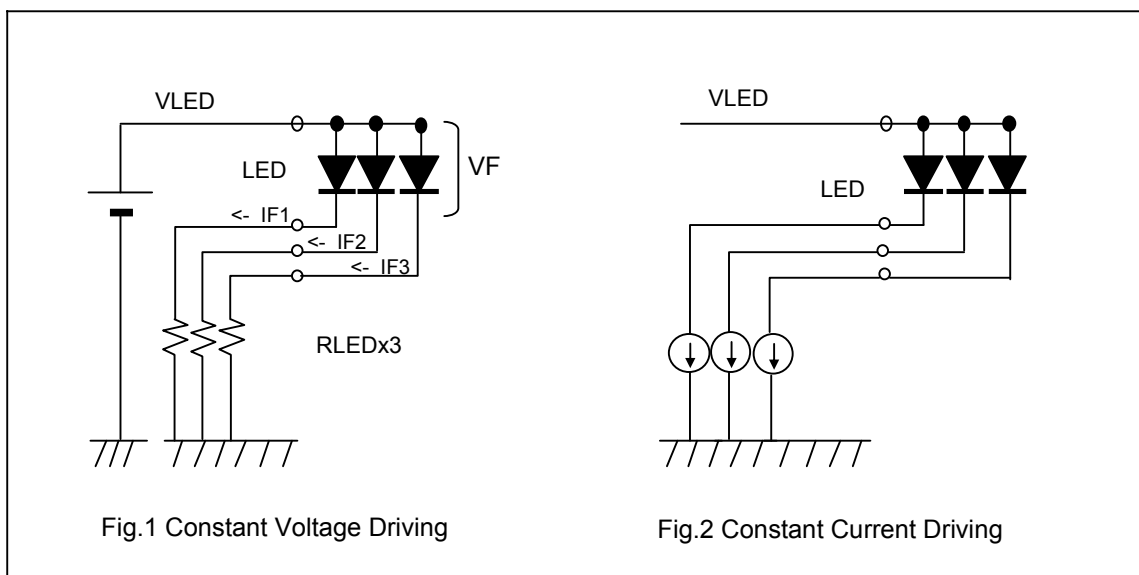 VLED
LED
VF
<- IF1
<- IF2
<- IF3
RLEDx3
Fig.1 Constant Voltage Driving
VLED
LED
Fig.2 Constant Current Driving